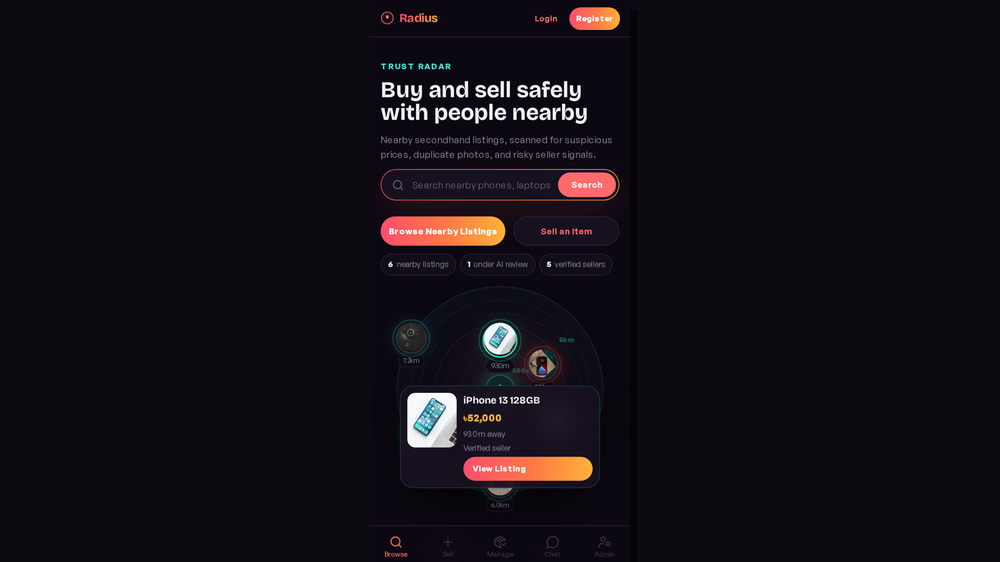 Radius
Login
Register
TRUST RADAR
Buy and sell safely
with people nearby
Nearby secondhand listings, scanned for suspicious
prices, duplicate photos, and risky seller signals.
Search nearby phones, laptops
Search
Browse Nearby Listings
Sell an Item
6 nearby listings
1 under AI review
5 verified sellers
5km
7.2km
930m
iPhone 13 128GB
৳52,000
930m away
Verified seller
View Listing
6.0km
Browse
Sell
Manage
Chat
Admin